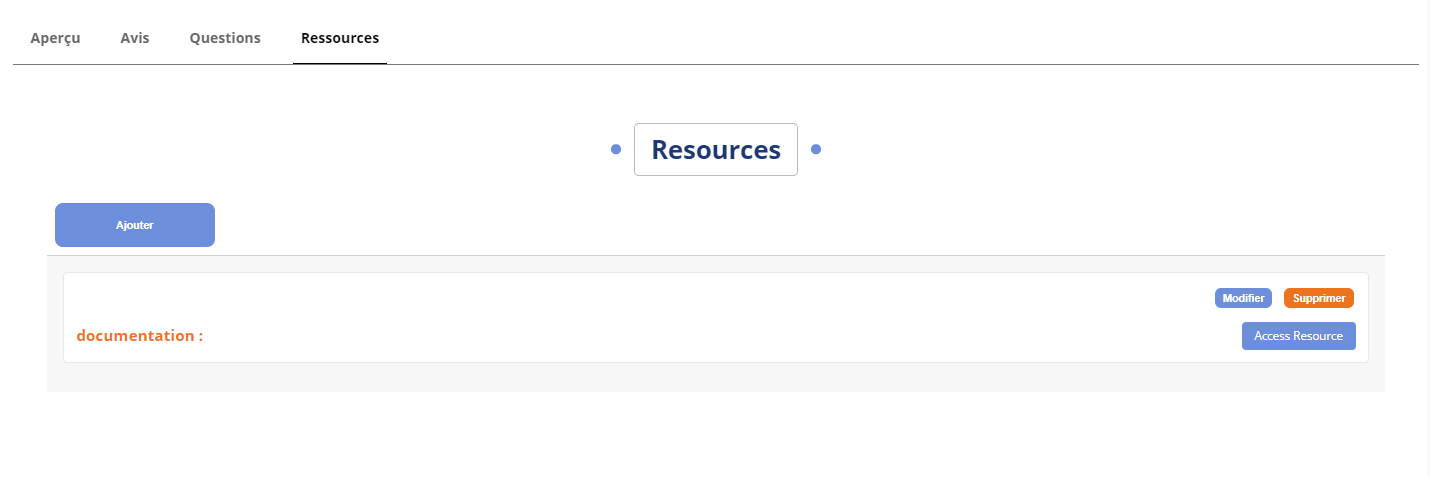 Aperçu Avis Questions Ressources
Resources
Ajouter
Modifier Supprimer
documentation : Access Resource